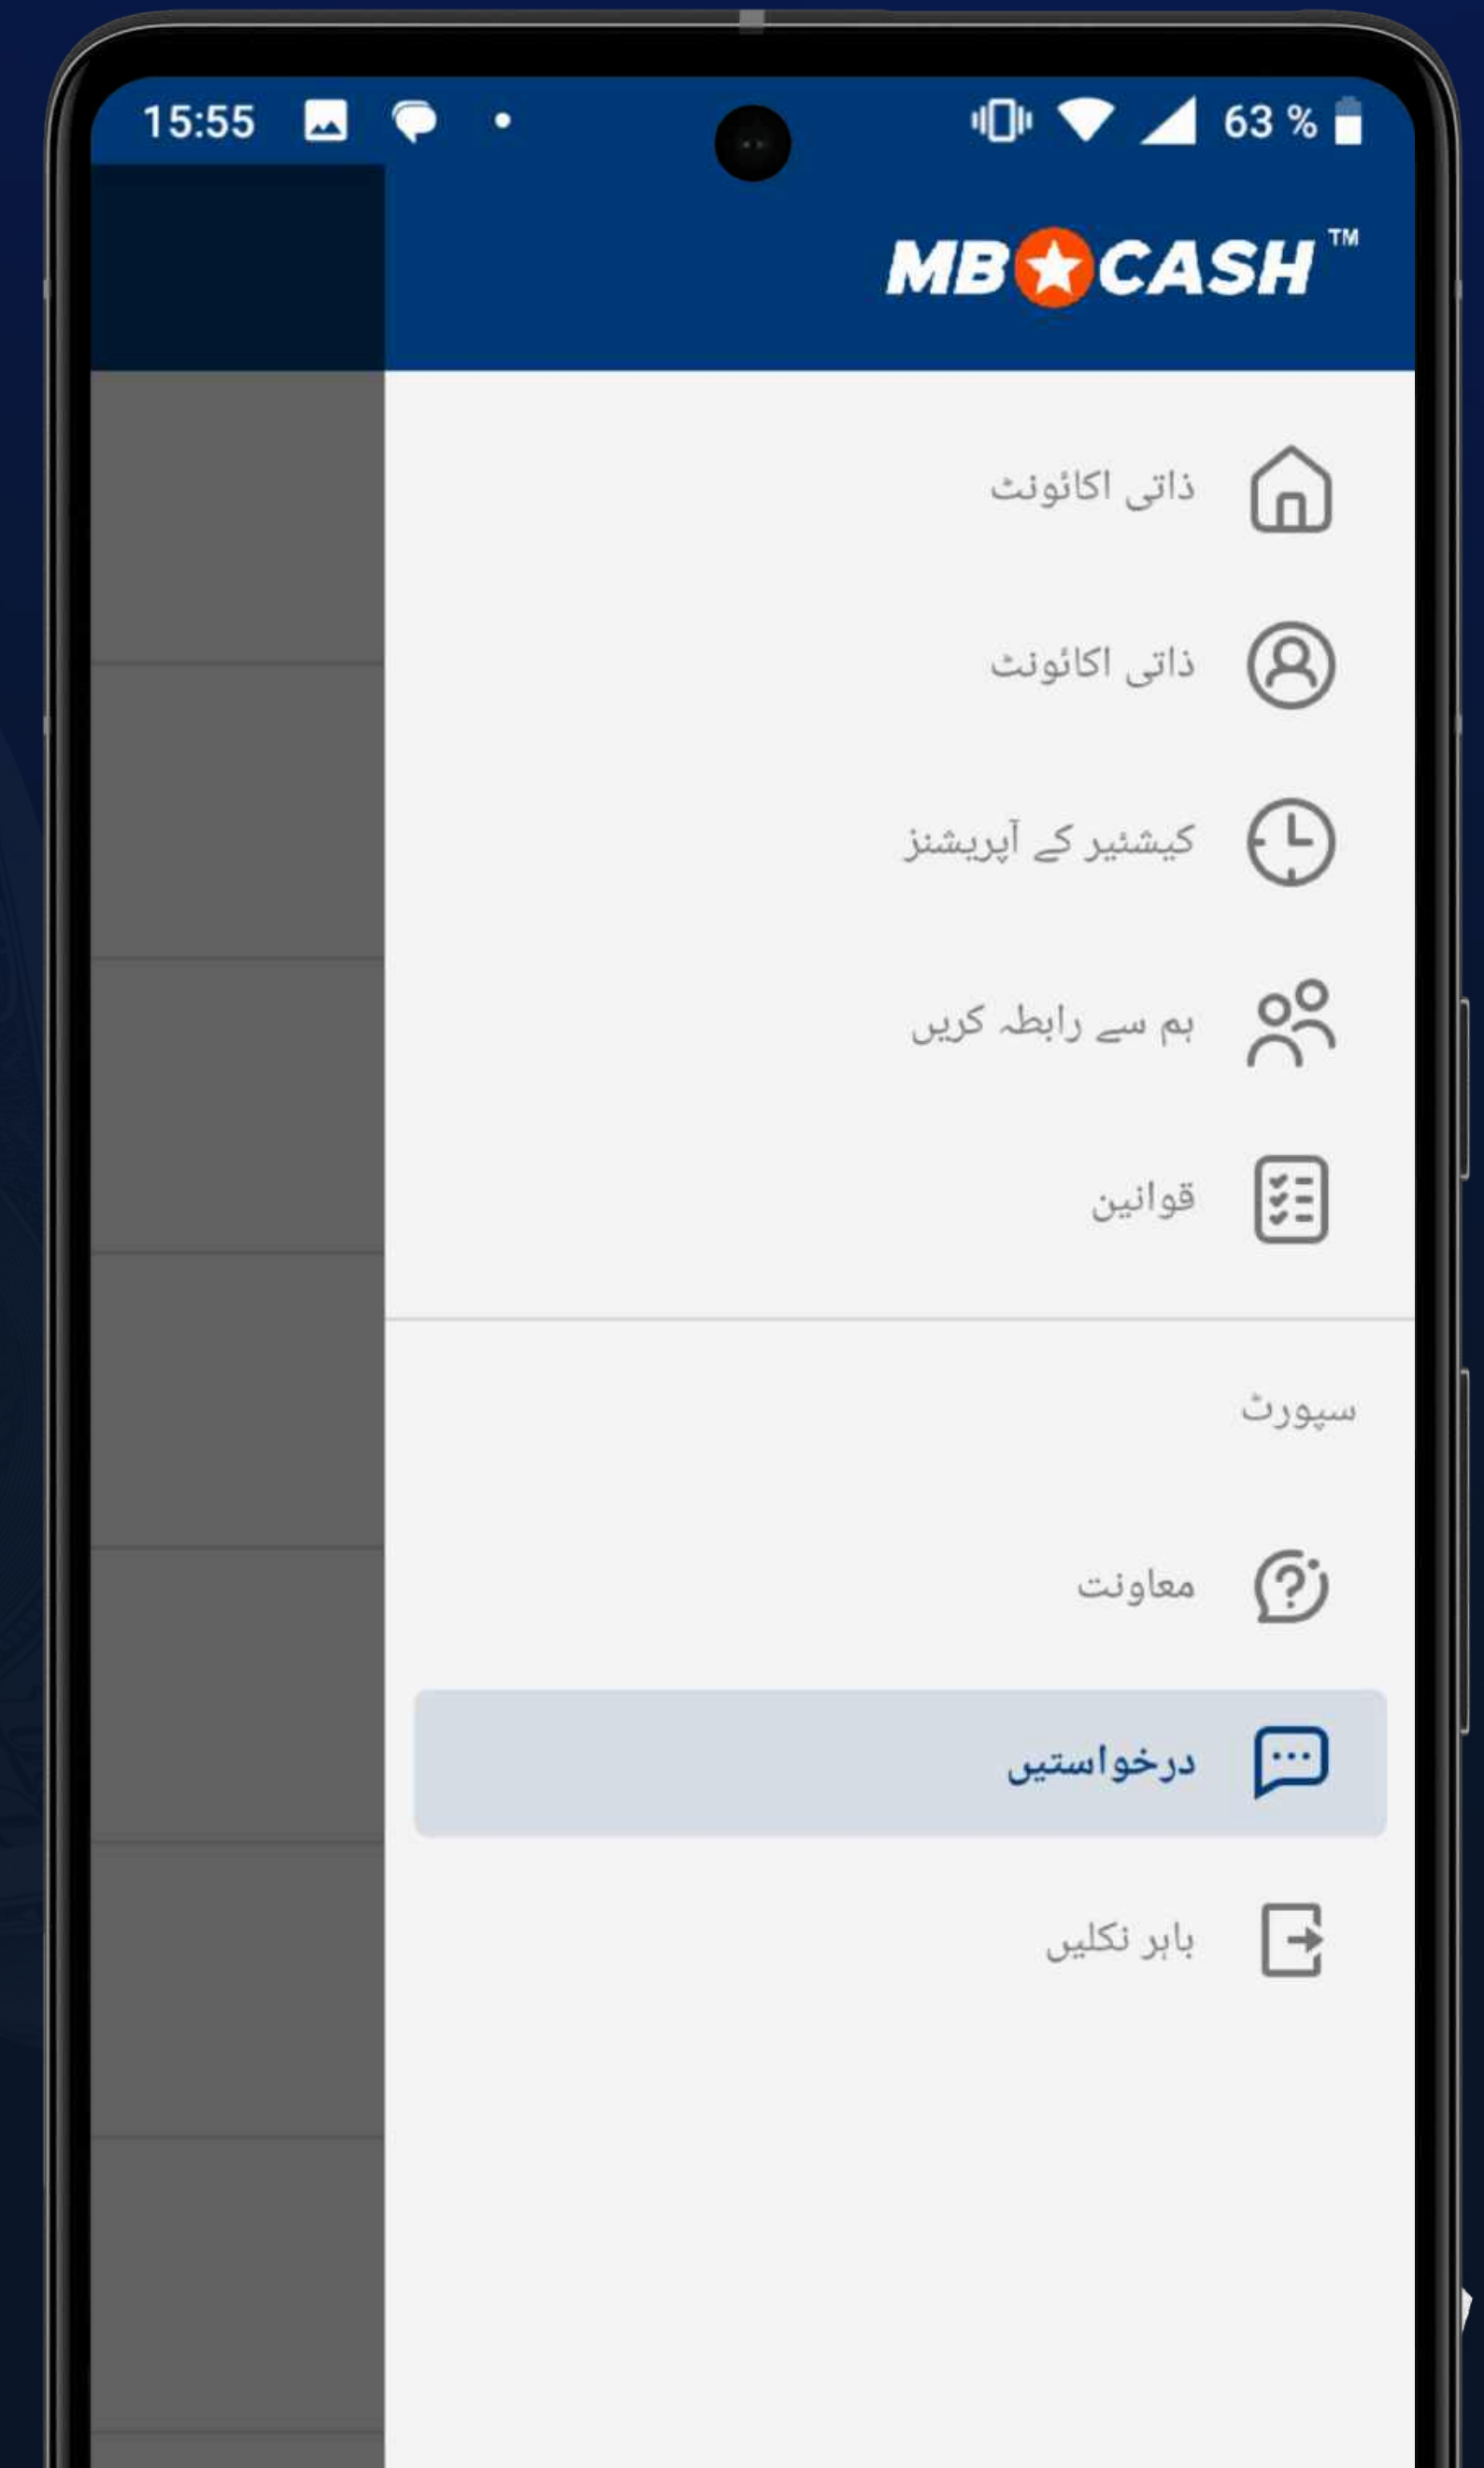 15:55 63 %
MB CASH™
ذاتی اکائونٹ
ذاتی اکائونٹ
کیشئیر کے آپریشنز
ہم سے رابطہ کریں
قوانین
سپورٹ
معاونت
درخواستیں
باہر نکلیں